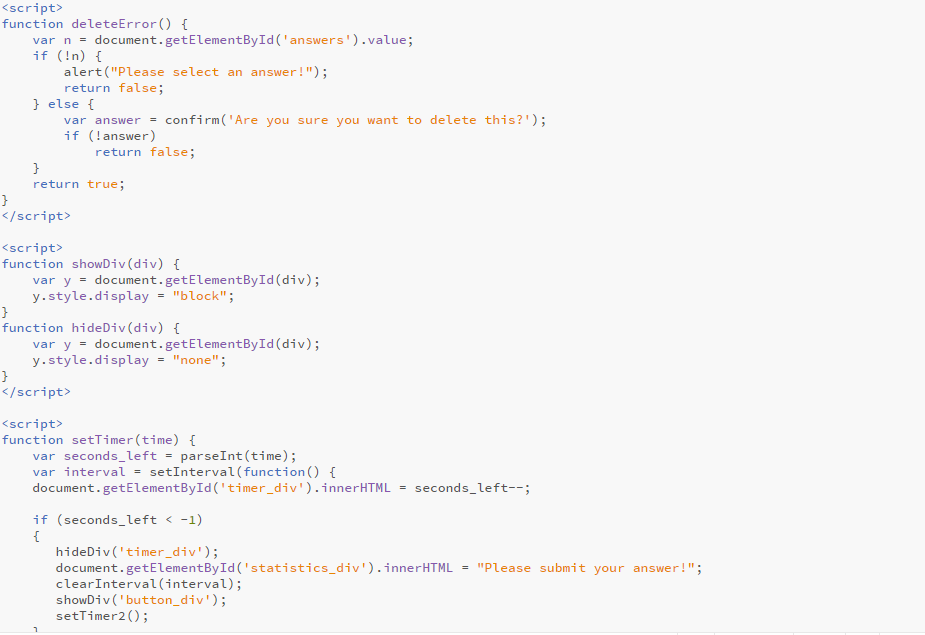 <script>
function deleteError() {
    var n = document.getElementById('answers').value;
    if (!n) {
        alert("Please select an answer!");
        return false;
    } else {
        var answer = confirm('Are you sure you want to delete this?');
        if (!answer)
            return false;
    }
    return true;
}
</script>

<script>
function showDiv(div) {
    var y = document.getElementById(div);
    y.style.display = "block";
}
function hideDiv(div) {
    var y = document.getElementById(div);
    y.style.display = "none";
}
</script>

<script>
function setTimer(time) {
    var seconds_left = parseInt(time);
    var interval = setInterval(function() {
    document.getElementById('timer_div').innerHTML = seconds_left--;

    if (seconds_left < -1)
    {
       hideDiv('timer_div');
       document.getElementById('statistics_div').innerHTML = "Please submit your answer!";
       clearInterval(interval);
       showDiv('button_div');
       setTimer2();
    }